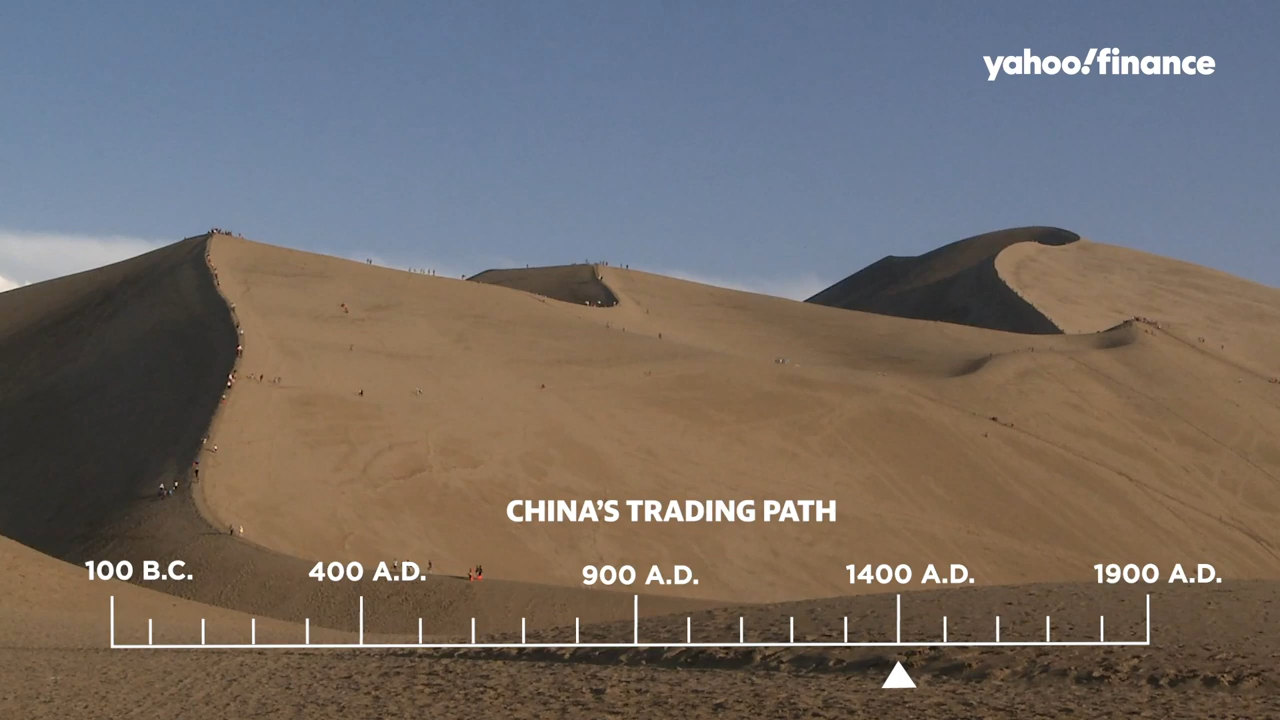 yahoo!finance
CHINA'S TRADING PATH
100 B.C. 400 A.D. 900 A.D. 1400 A.D. 1900 A.D.